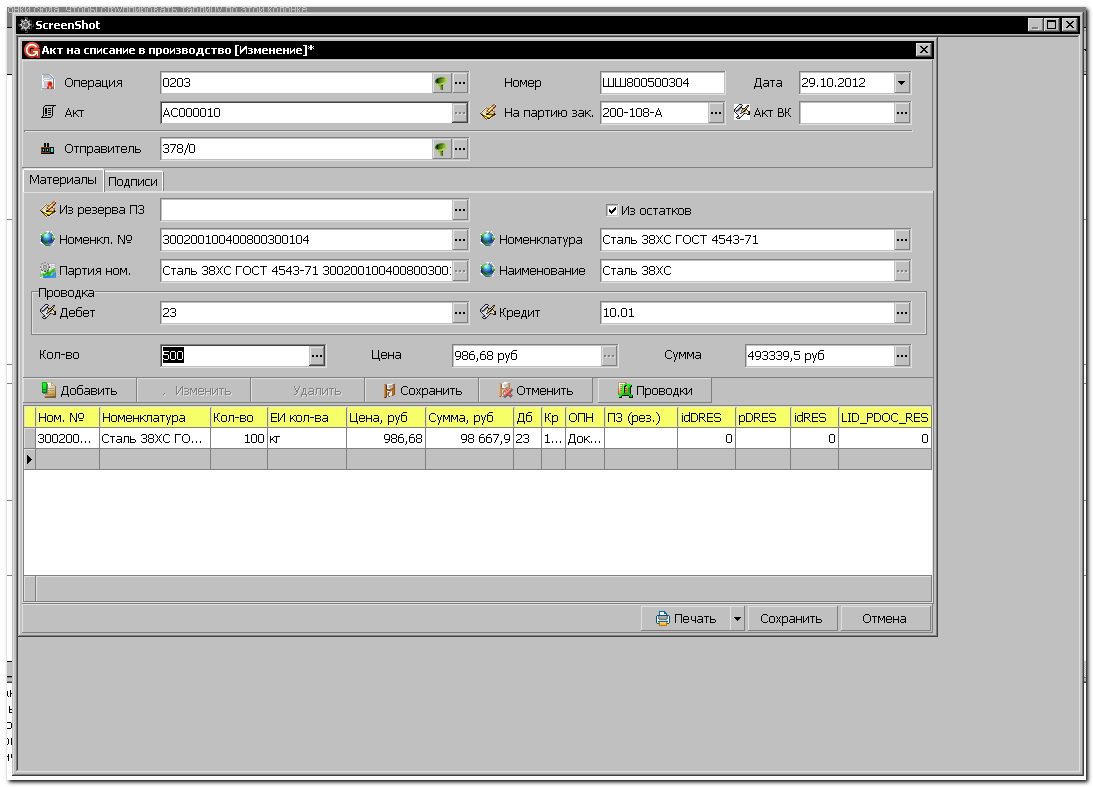 ScreenShot
Акт на списание в производство [Изменение]*
Операция 0203 ... Номер ШШ800500304 Дата 29.10.2012
Акт АС000010 ... На партию зак. 200-108-А ... Акт ВК ...
Отправитель 378/0 ...
Материалы Подписи
Из резерва ПЗ ... Из остатков
Номенкл. № 300200100400800300104 ... Номенклатура Сталь 38ХС ГОСТ 4543-71 ...
Партия ном. Сталь 38ХС ГОСТ 4543-71 300200100400800300 ... Наименование Сталь 38ХС ...
Проводка
Дебет 23 ... Кредит 10.01 ...
Кол-во 500 ... Цена 986,68 руб ... Сумма 493339,5 руб ...
Добавить Изменить Удалить Сохранить Отменить Проводки
Ном. № Номенклатура Кол-во ЕИ кол-ва Цена, руб Сумма, руб Дб Кр ОПН ПЗ (рез.) idDRES pDRES idRES LID_PDOC_RES
300200... Сталь 38ХС ГО... 100 кг 986,68 98 667,9 23 1... Док... 0 0 0
Печать Сохранить Отмена